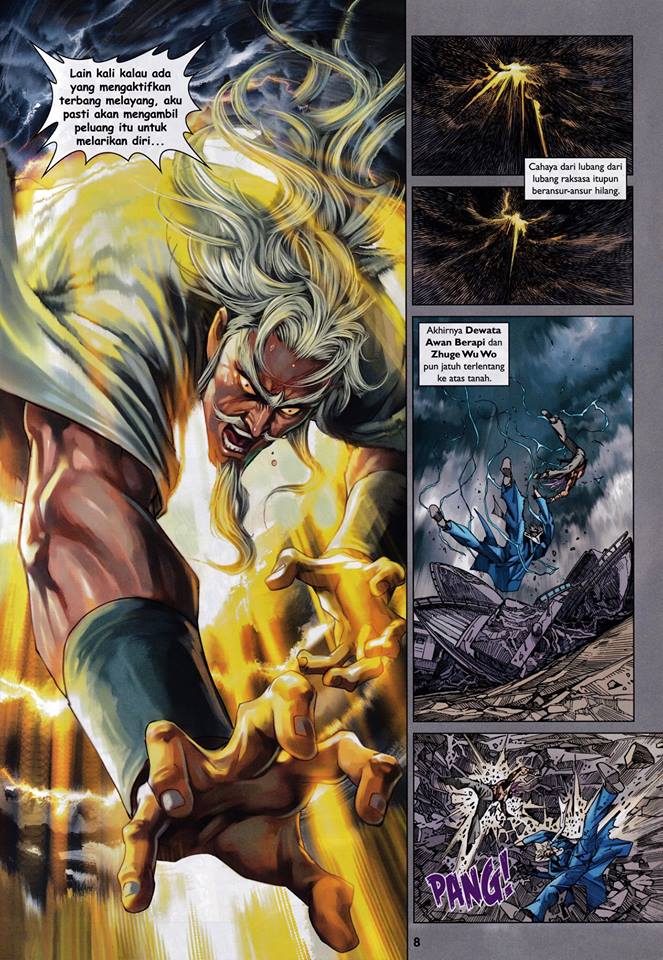 Lain kali kalau ada
yang mengaktifkan
terbang melayang, aku
pasti akan mengambil
peluang itu untuk
melarikan diri...
Cahaya dari lubang dari
lubang raksasa itupun
beransur-ansur hilang.
Akhirnya Dewata
Awan Berapi dan
Zhuge Wu Wo
pun jatuh terlentang
ke atas tanah.
PANG!
8